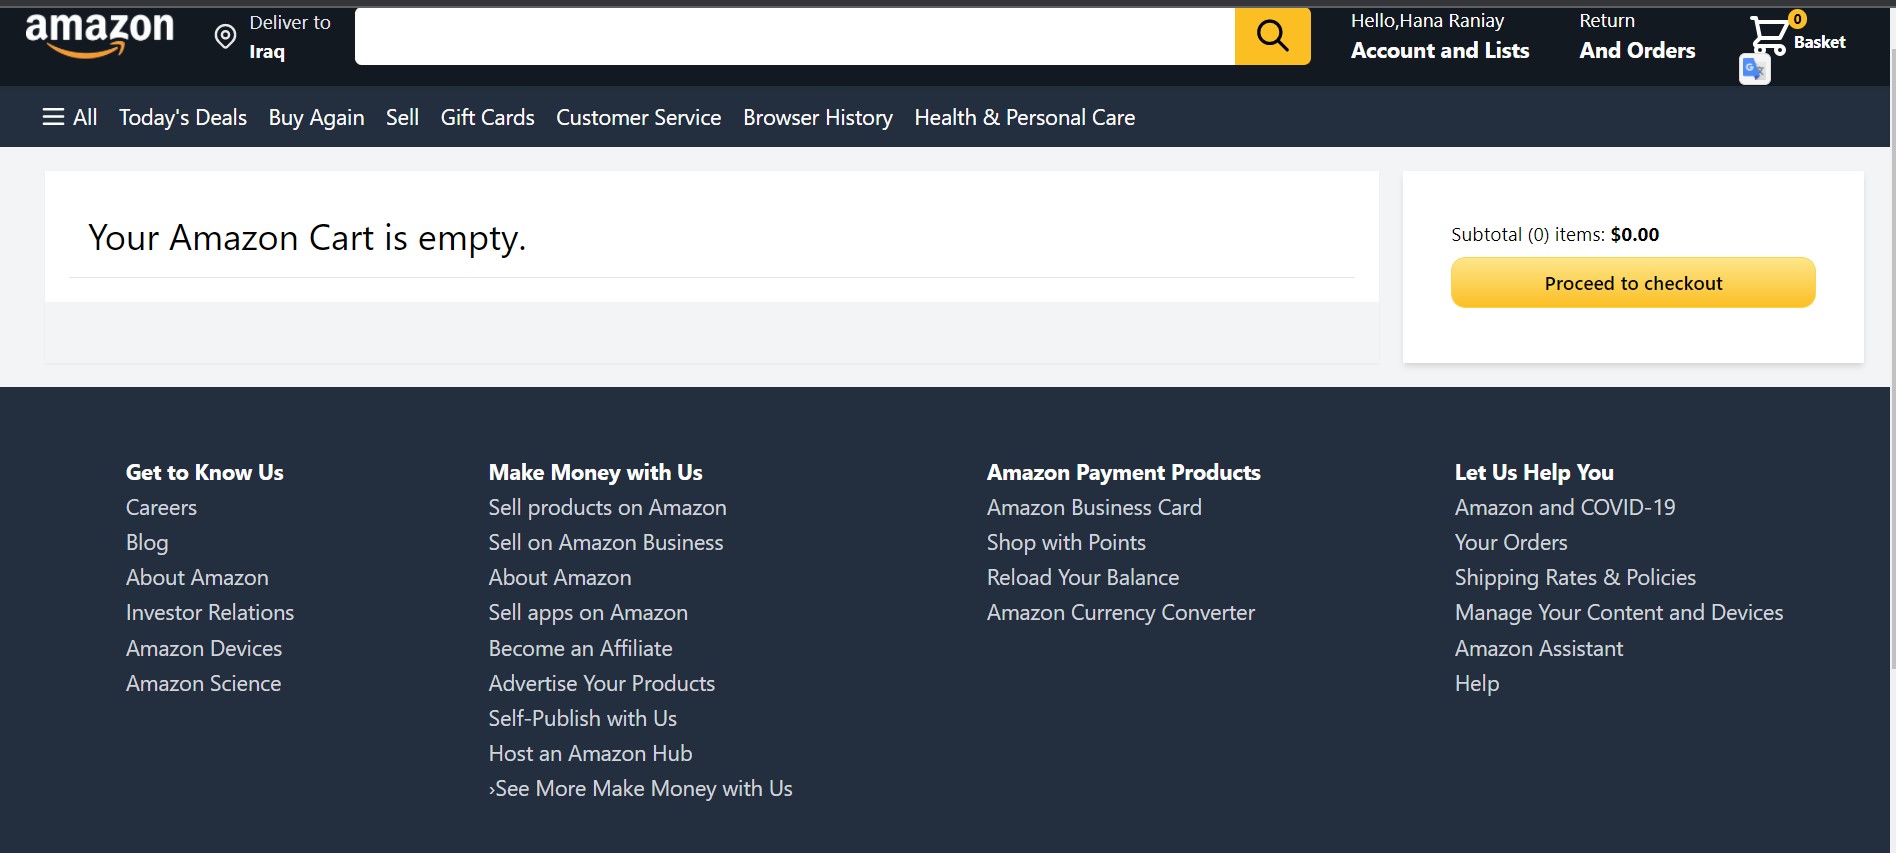 amazon
Deliver to
Iraq
Hello,Hana Raniay
Account and Lists
Return
And Orders
0
Basket
G
All Today's Deals Buy Again Sell Gift Cards Customer Service Browser History Health & Personal Care
Your Amazon Cart is empty.
Subtotal (0) items: $0.00
Proceed to checkout
Get to Know Us
Careers
Blog
About Amazon
Investor Relations
Amazon Devices
Amazon Science
Make Money with Us
Sell products on Amazon
Sell on Amazon Business
About Amazon
Sell apps on Amazon
Become an Affiliate
Advertise Your Products
Self-Publish with Us
Host an Amazon Hub
›See More Make Money with Us
Amazon Payment Products
Amazon Business Card
Shop with Points
Reload Your Balance
Amazon Currency Converter
Let Us Help You
Amazon and COVID-19
Your Orders
Shipping Rates & Policies
Manage Your Content and Devices
Amazon Assistant
Help